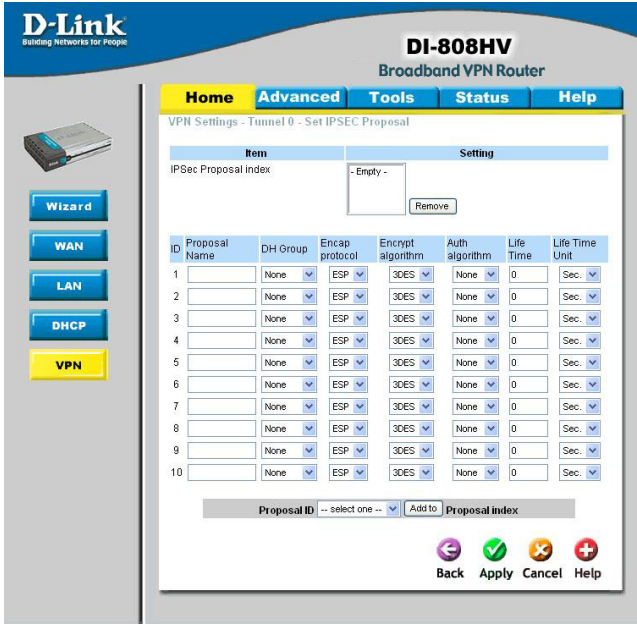 D-Link
Building Networks for People
DI-808HV
Broadband VPN Router
Home Advanced Tools Status Help
VPN Settings - Tunnel 0 - Set IPSEC Proposal
Item Setting
IPSec Proposal index - Empty -
Remove
Wizard
WAN
LAN
DHCP
VPN
ID Proposal Name DH Group Encap protocol Encrypt algorithm Auth algorithm Life Time Life Time Unit
1 None ESP 3DES None 0 Sec.
2 None ESP 3DES None 0 Sec.
3 None ESP 3DES None 0 Sec.
4 None ESP 3DES None 0 Sec.
5 None ESP 3DES None 0 Sec.
6 None ESP 3DES None 0 Sec.
7 None ESP 3DES None 0 Sec.
8 None ESP 3DES None 0 Sec.
9 None ESP 3DES None 0 Sec.
10 None ESP 3DES None 0 Sec.
Proposal ID -- select one -- Add to Proposal index
Back Apply Cancel Help